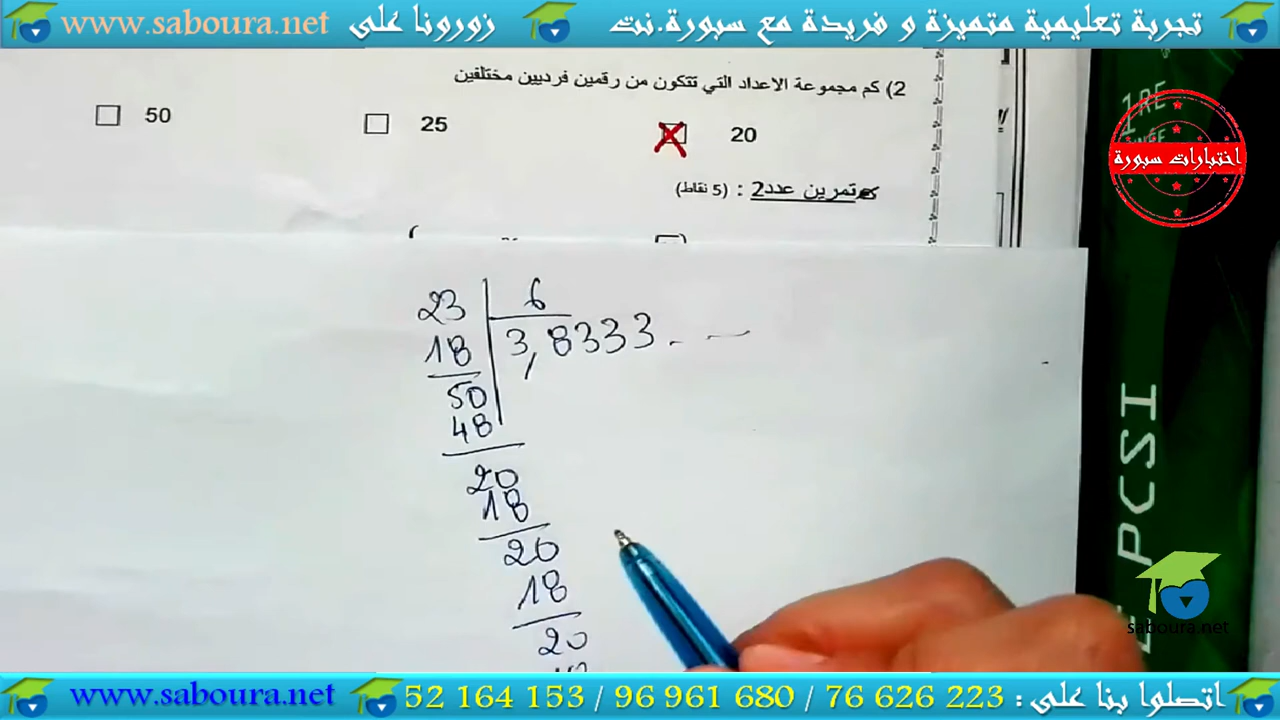 تجربة تعليمية متميزة و فريدة مع سبورة.نت زورونا على www.saboura.net
2) كم مجموعة الاعداد التي تتكون من رقمين فرديين مختلفين
20 25 50
اختبارات سبورة
تمرين عدد2 : (5 نقاط)
1RE
23 6
18 3,8333...
50
48
20
18
20
18
20
PCSI
saboura.net
اتصلوا بنا على : 223 626 76 / 680 961 96 / 153 164 52 www.saboura.net